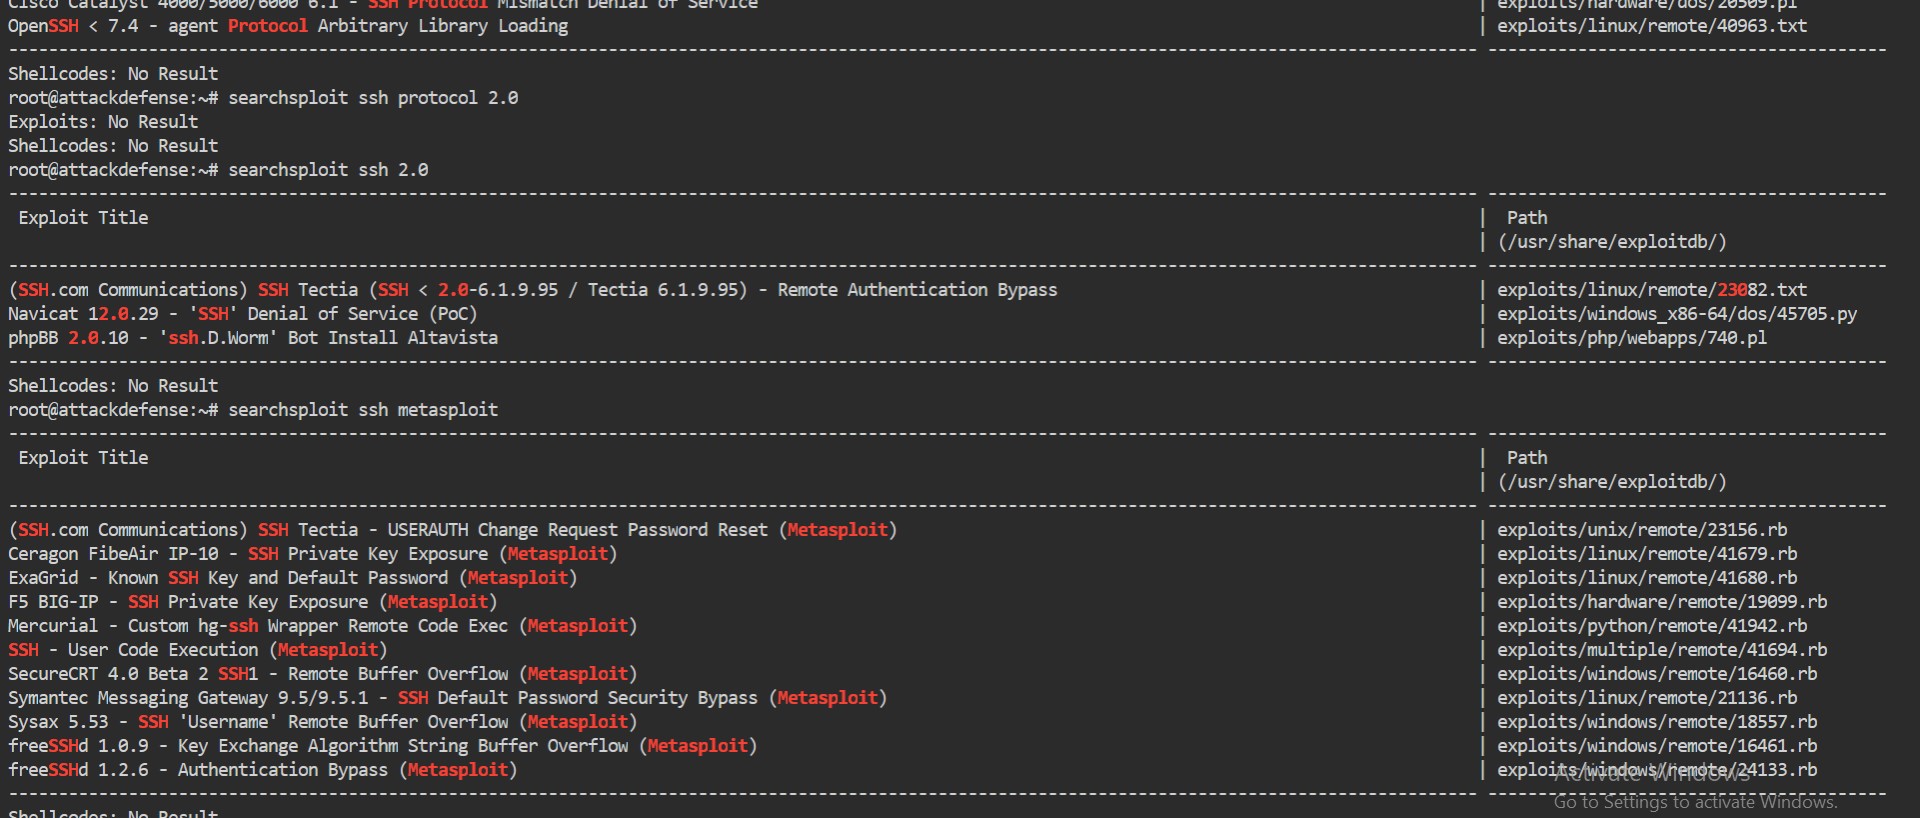 Cisco Catalyst 4000/5000/6000 6.1 - SSH Protocol Mismatch Denial of Service | exploits/hardware/dos/20509.pl
OpenSSH < 7.4 - agent Protocol Arbitrary Library Loading | exploits/linux/remote/40963.txt
Shellcodes: No Result
root@attackdefense:~# searchsploit ssh protocol 2.0
Exploits: No Result
Shellcodes: No Result
root@attackdefense:~# searchsploit ssh 2.0
Exploit Title | Path
| (/usr/share/exploitdb/)
(SSH.com Communications) SSH Tectia (SSH < 2.0-6.1.9.95 / Tectia 6.1.9.95) - Remote Authentication Bypass | exploits/linux/remote/23082.txt
Navicat 12.0.29 - 'SSH' Denial of Service (PoC) | exploits/windows_x86-64/dos/45705.py
phpBB 2.0.10 - 'ssh.D.Worm' Bot Install Altavista | exploits/php/webapps/740.pl
Shellcodes: No Result
root@attackdefense:~# searchsploit ssh metasploit
Exploit Title | Path
| (/usr/share/exploitdb/)
(SSH.com Communications) SSH Tectia - USERAUTH Change Request Password Reset (Metasploit) | exploits/unix/remote/23156.rb
Ceragon FibeAir IP-10 - SSH Private Key Exposure (Metasploit) | exploits/linux/remote/41679.rb
ExaGrid - Known SSH Key and Default Password (Metasploit) | exploits/linux/remote/41680.rb
F5 BIG-IP - SSH Private Key Exposure (Metasploit) | exploits/hardware/remote/19099.rb
Mercurial - Custom hg-ssh Wrapper Remote Code Exec (Metasploit) | exploits/python/remote/41942.rb
SSH - User Code Execution (Metasploit) | exploits/multiple/remote/41694.rb
SecureCRT 4.0 Beta 2 SSH1 - Remote Buffer Overflow (Metasploit) | exploits/windows/remote/16460.rb
Symantec Messaging Gateway 9.5/9.5.1 - SSH Default Password Security Bypass (Metasploit) | exploits/linux/remote/21136.rb
Sysax 5.53 - SSH 'Username' Remote Buffer Overflow (Metasploit) | exploits/windows/remote/18557.rb
freeSSHd 1.0.9 - Key Exchange Algorithm String Buffer Overflow (Metasploit) | exploits/windows/remote/16461.rb
freeSSHd 1.2.6 - Authentication Bypass (Metasploit) | exploits/windows/remote/24133.rb
Activate Windows
Go to Settings to activate Windows.
Shellcodes: No Result